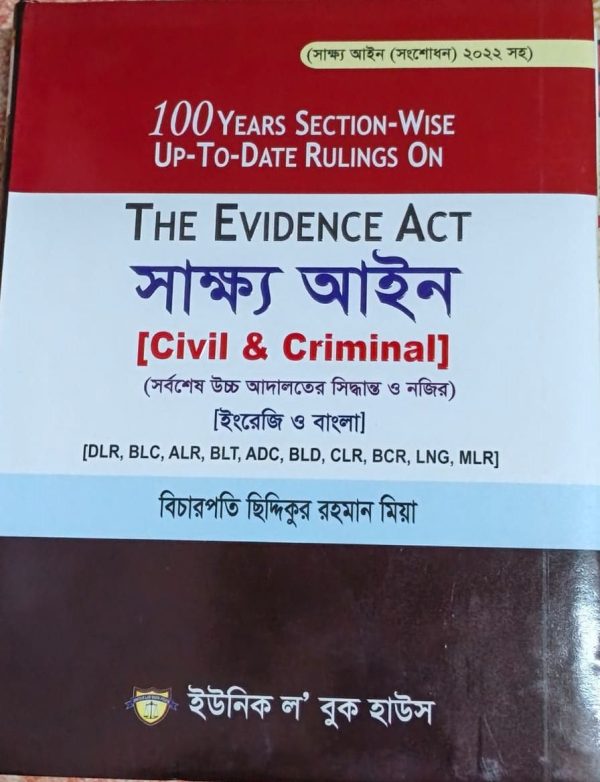 (সাক্ষ্য আইন (সংশোধন) ২০২২ সহ)
100 YEARS SECTION-WISE
UP-TO-DATE RULINGS ON
THE EVIDENCE ACT
সাক্ষ্য আইন
[Civil & Criminal]
(সর্বশেষ উচ্চ আদালতের সিদ্ধান্ত ও নজির)
[ইংরেজি ও বাংলা]
[DLR, BLC, ALR, BLT, ADC, BLD, CLR, BCR, LNG, MLR]
বিচারপতি ছিদ্দিকুর রহমান মিয়া
ইউনিক ল' বুক হাউস